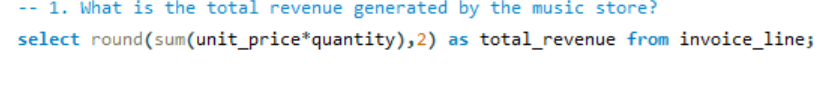 -- 1. What is the total revenue generated by the music store?
select round(sum(unit_price*quantity),2) as total_revenue from invoice_line;